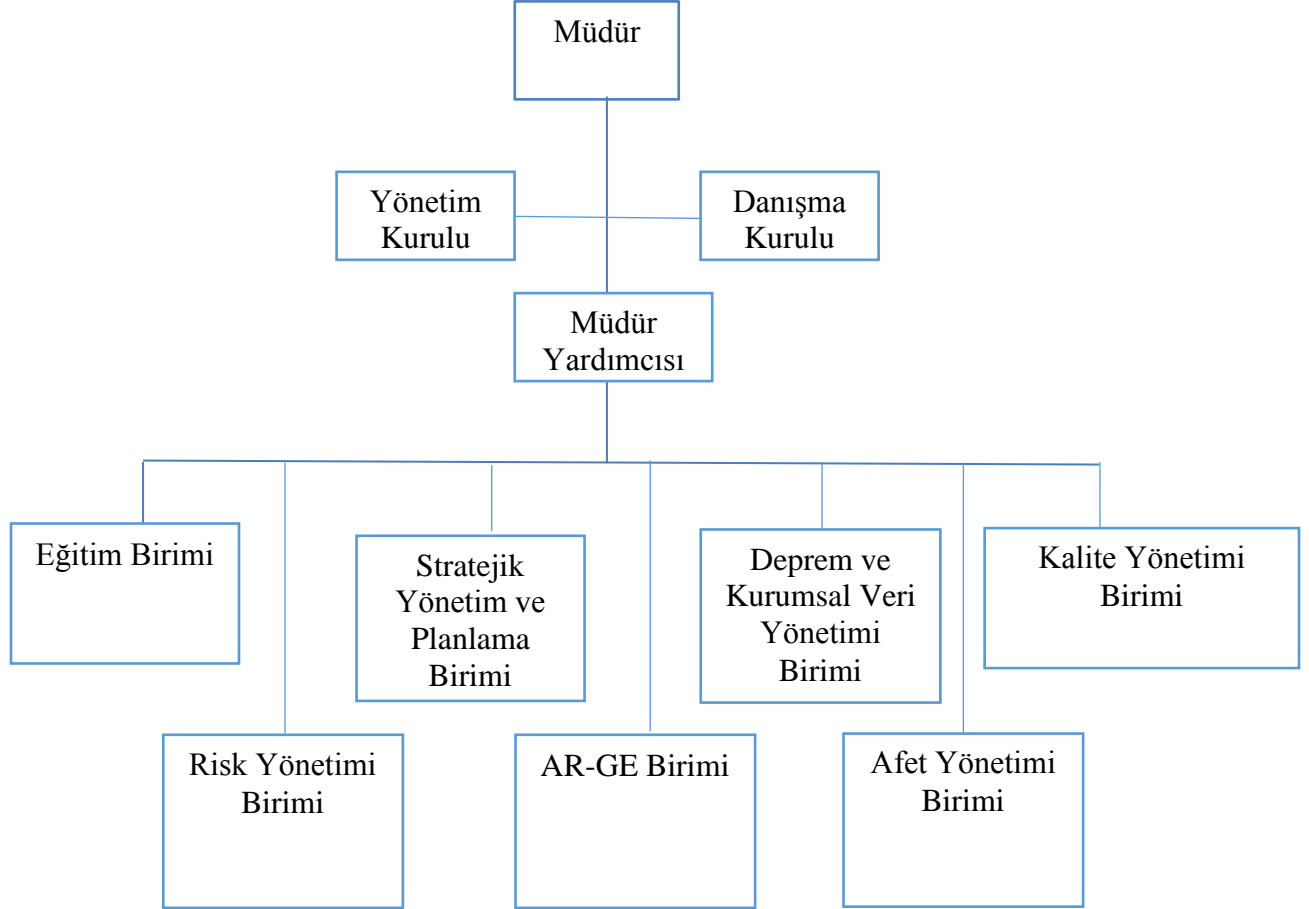 Müdür
Yönetim
Kurulu
Danışma
Kurulu
Müdür
Yardımcısı
Eğitim Birimi
Stratejik
Yönetim ve
Planlama
Birimi
Deprem ve
Kurumsal Veri
Yönetimi
Birimi
Kalite Yönetimi
Birimi
Risk Yönetimi
Birimi
AR-GE Birimi
Afet Yönetimi
Birimi